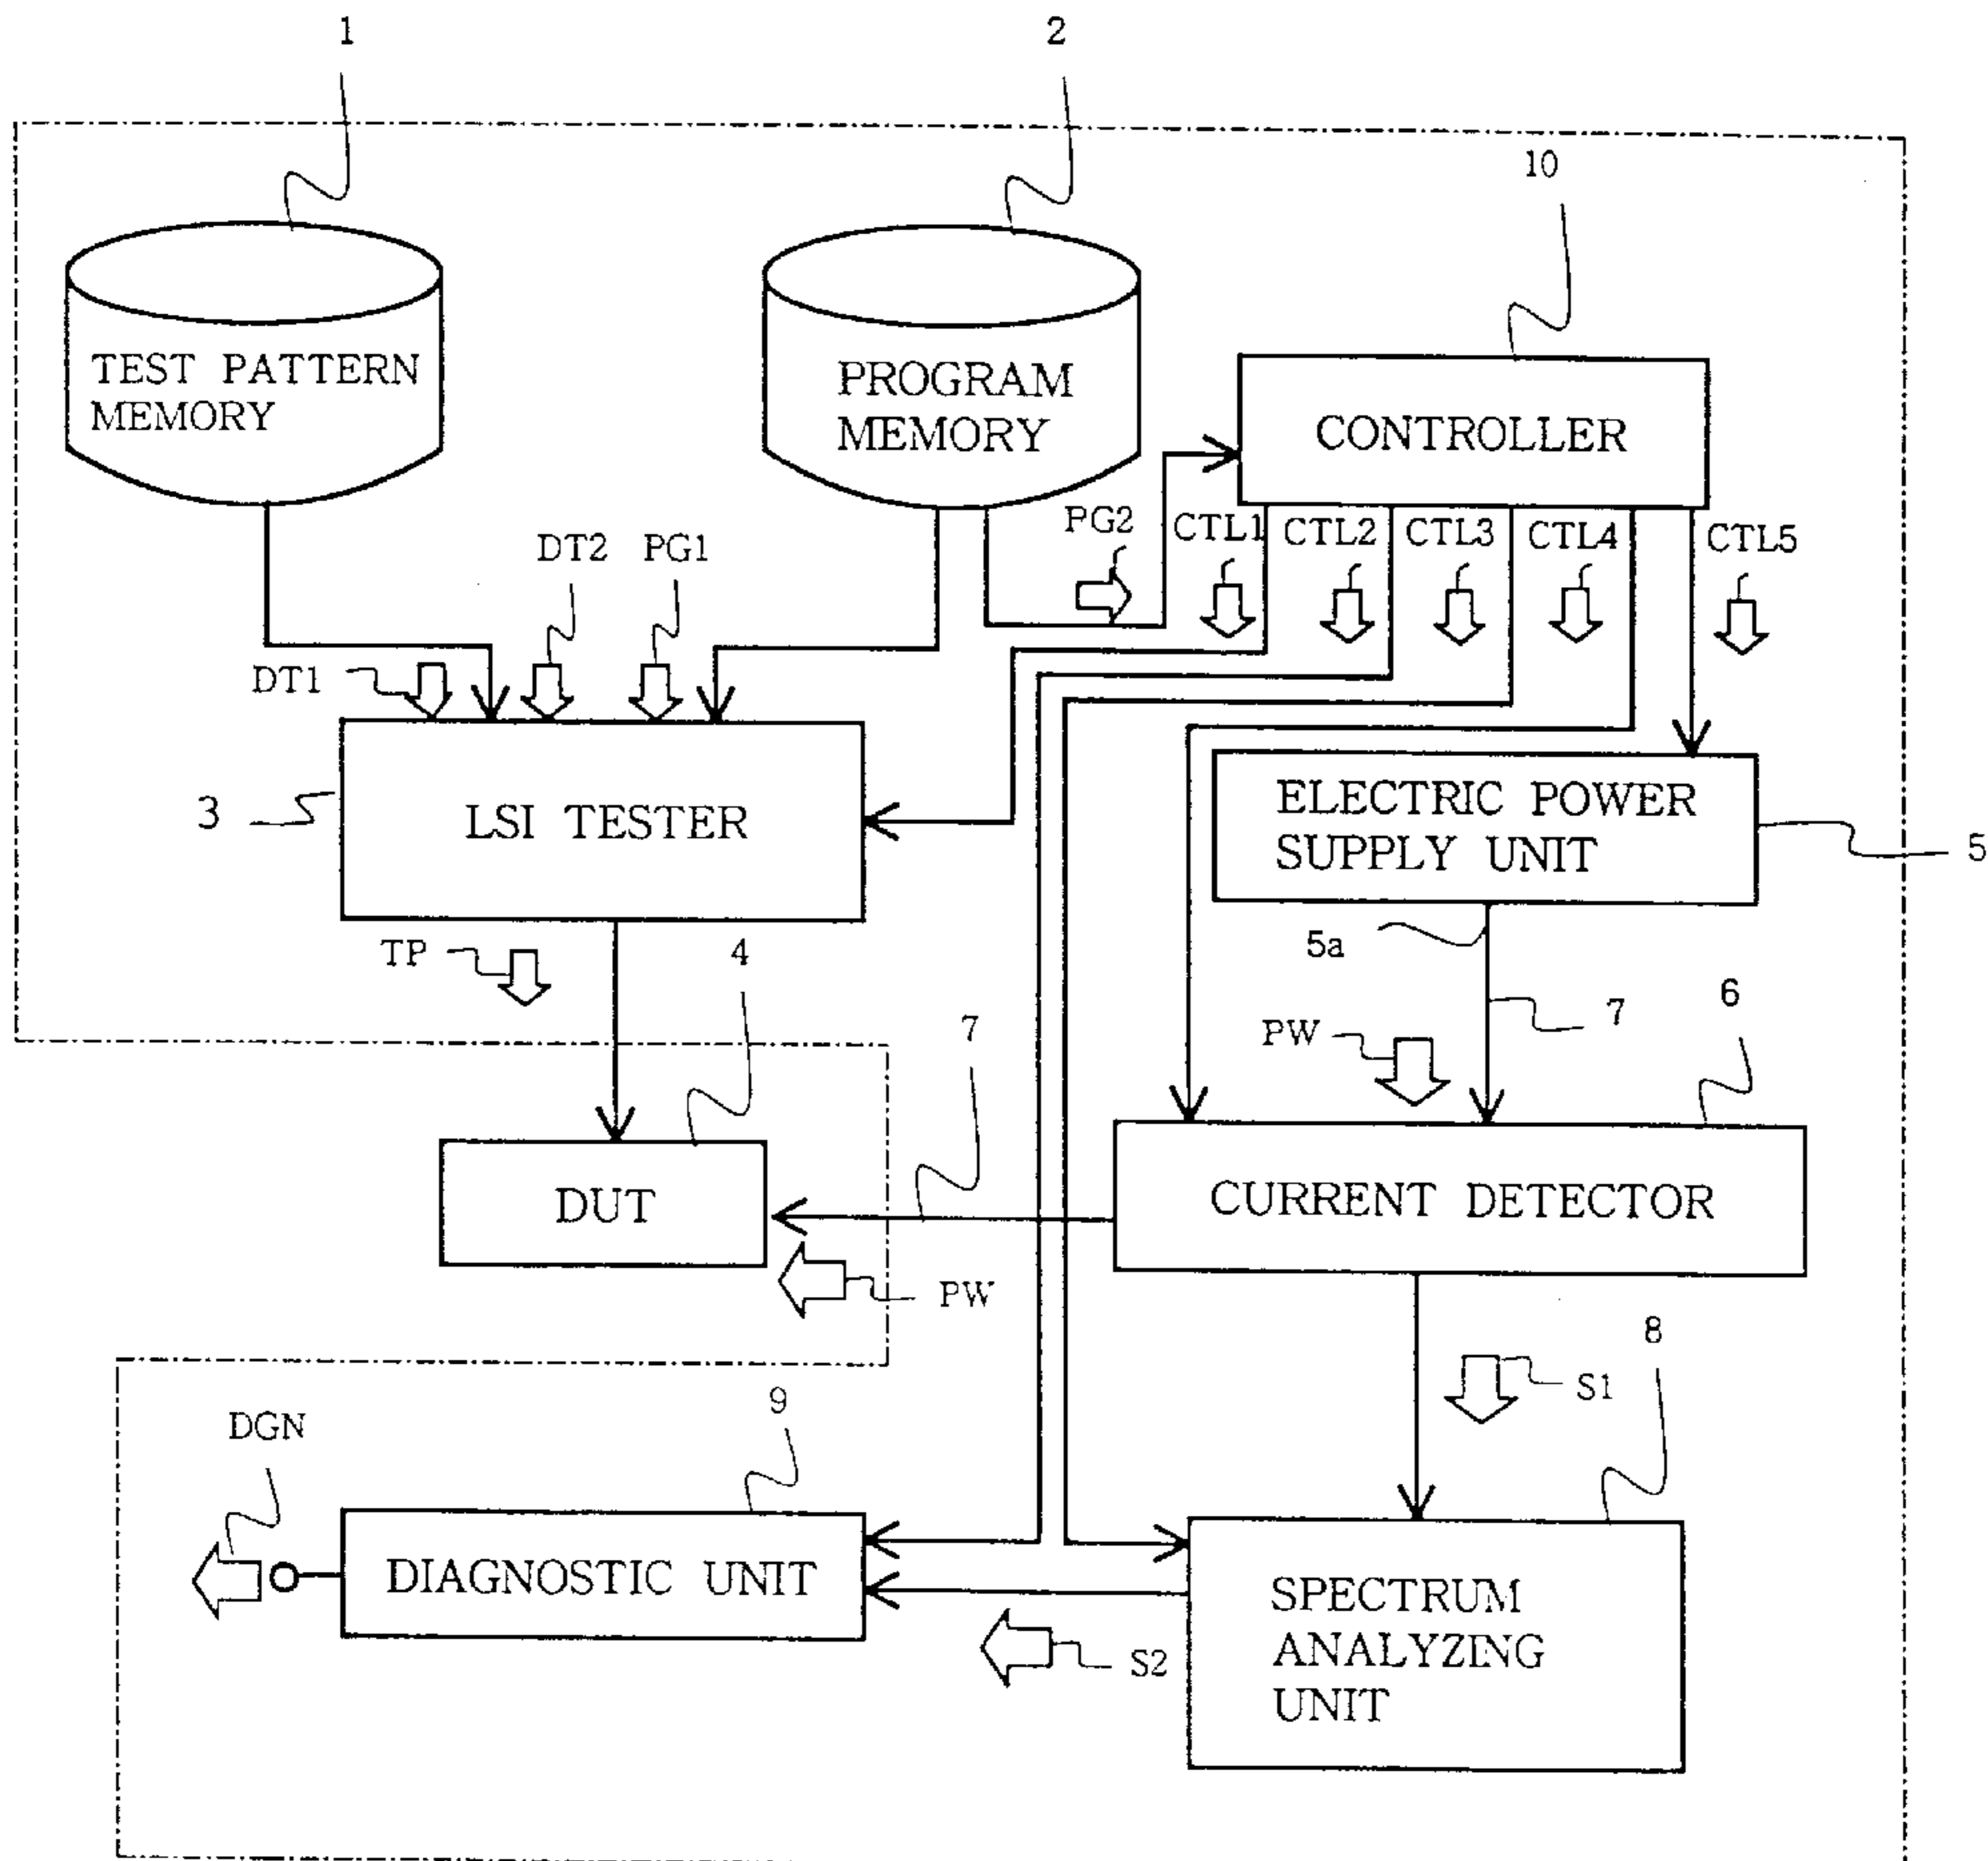 1
2
10
TEST PATTERN
MEMORY
PROGRAM
MEMORY
CONTROLLER
PG2
CTL1
CTL2
CTL3
CTL4
CTL5
DT2
PG1
DT1
3
LSI TESTER
ELECTRIC POWER
SUPPLY UNIT
5
TP
4
5a
7
6
7
PW
DUT
CURRENT DETECTOR
PW
8
S1
9
DGN
DIAGNOSTIC UNIT
SPECTRUM
ANALYZING
UNIT
S2